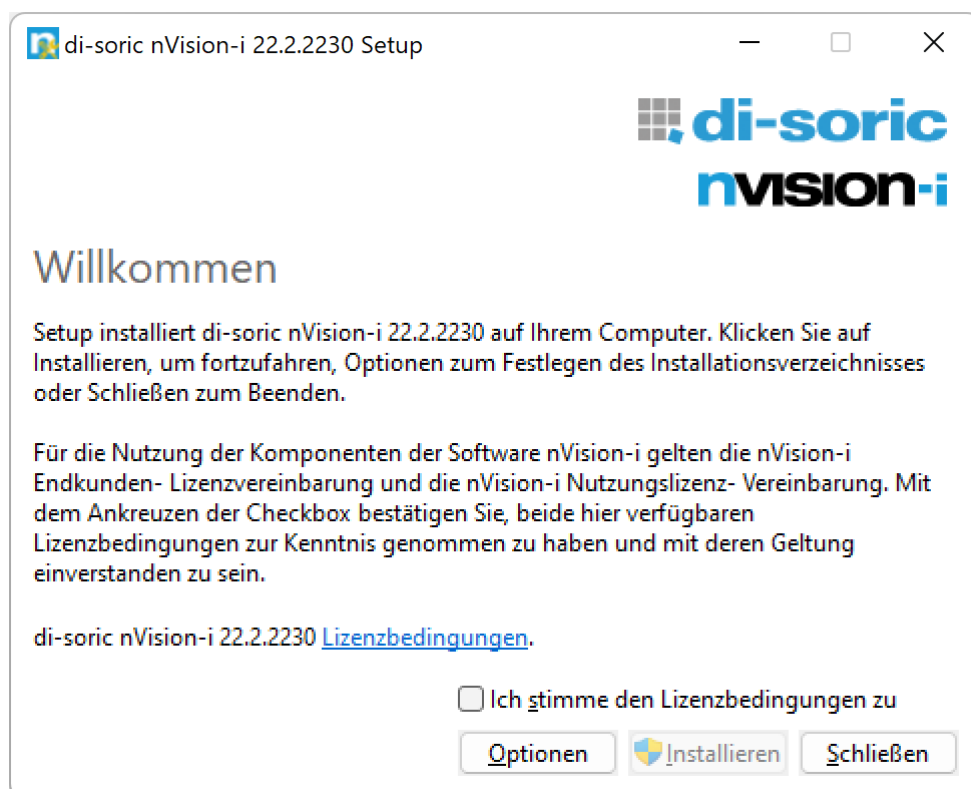 di-soric nVision-i 22.2.2230 Setup
di-soric
nVISION-i
Willkommen
Setup installiert di-soric nVision-i 22.2.2230 auf Ihrem Computer. Klicken Sie auf
Installieren, um fortzufahren, Optionen zum Festlegen des Installationsverzeichnisses
oder Schließen zum Beenden.
Für die Nutzung der Komponenten der Software nVision-i gelten die nVision-i
Endkunden- Lizenzvereinbarung und die nVision-i Nutzungslizenz- Vereinbarung. Mit
dem Ankreuzen der Checkbox bestätigen Sie, beide hier verfügbaren
Lizenzbedingungen zur Kenntnis genommen zu haben und mit deren Geltung
einverstanden zu sein.
di-soric nVision-i 22.2.2230 Lizenzbedingungen.
Ich stimme den Lizenzbedingungen zu
Optionen Installieren Schließen